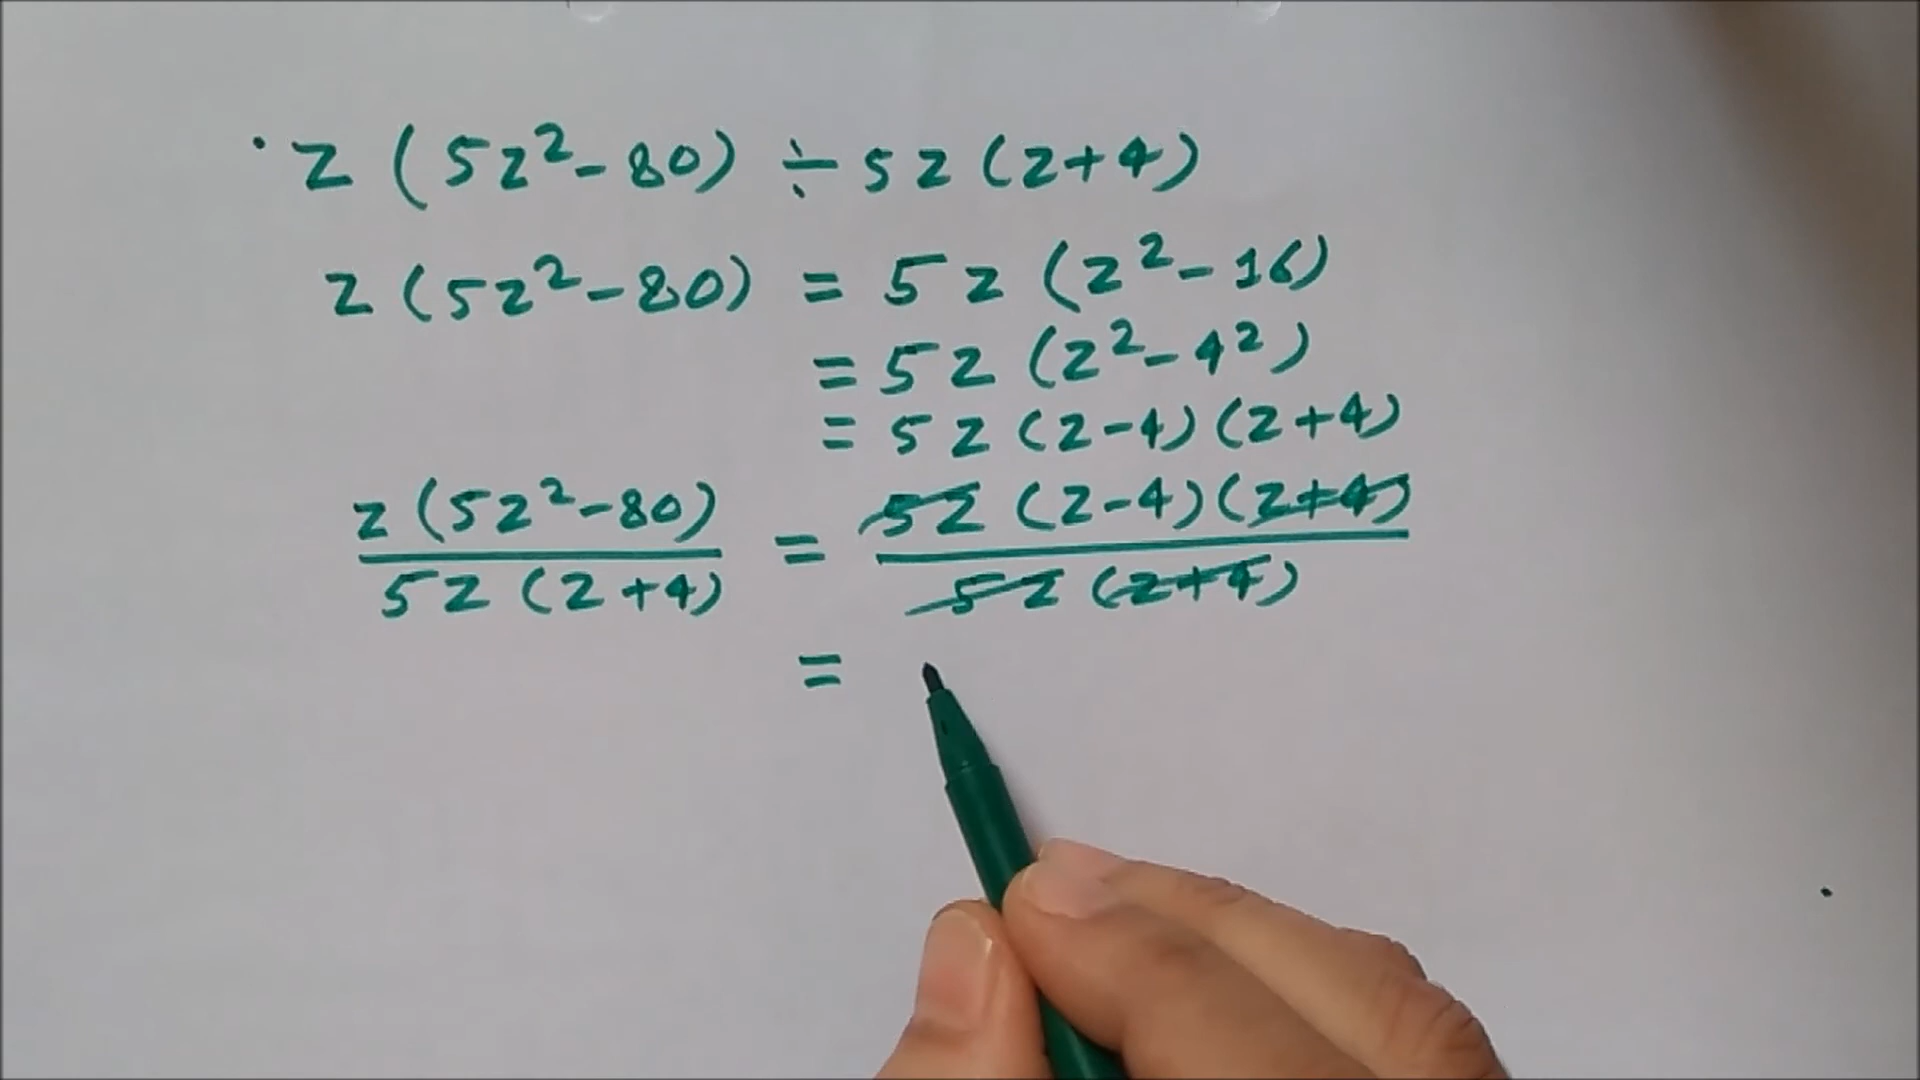 z (5z²-80) ÷ 5z (z+4)
z (5z²-80) = 5z (z²-16)
= 5z (z²-4²)
= 5z (z-4) (z+4)
z (5z²-80) / 5z (z+4) = 5z (z-4) (z+4) / 5z (z+4)
=